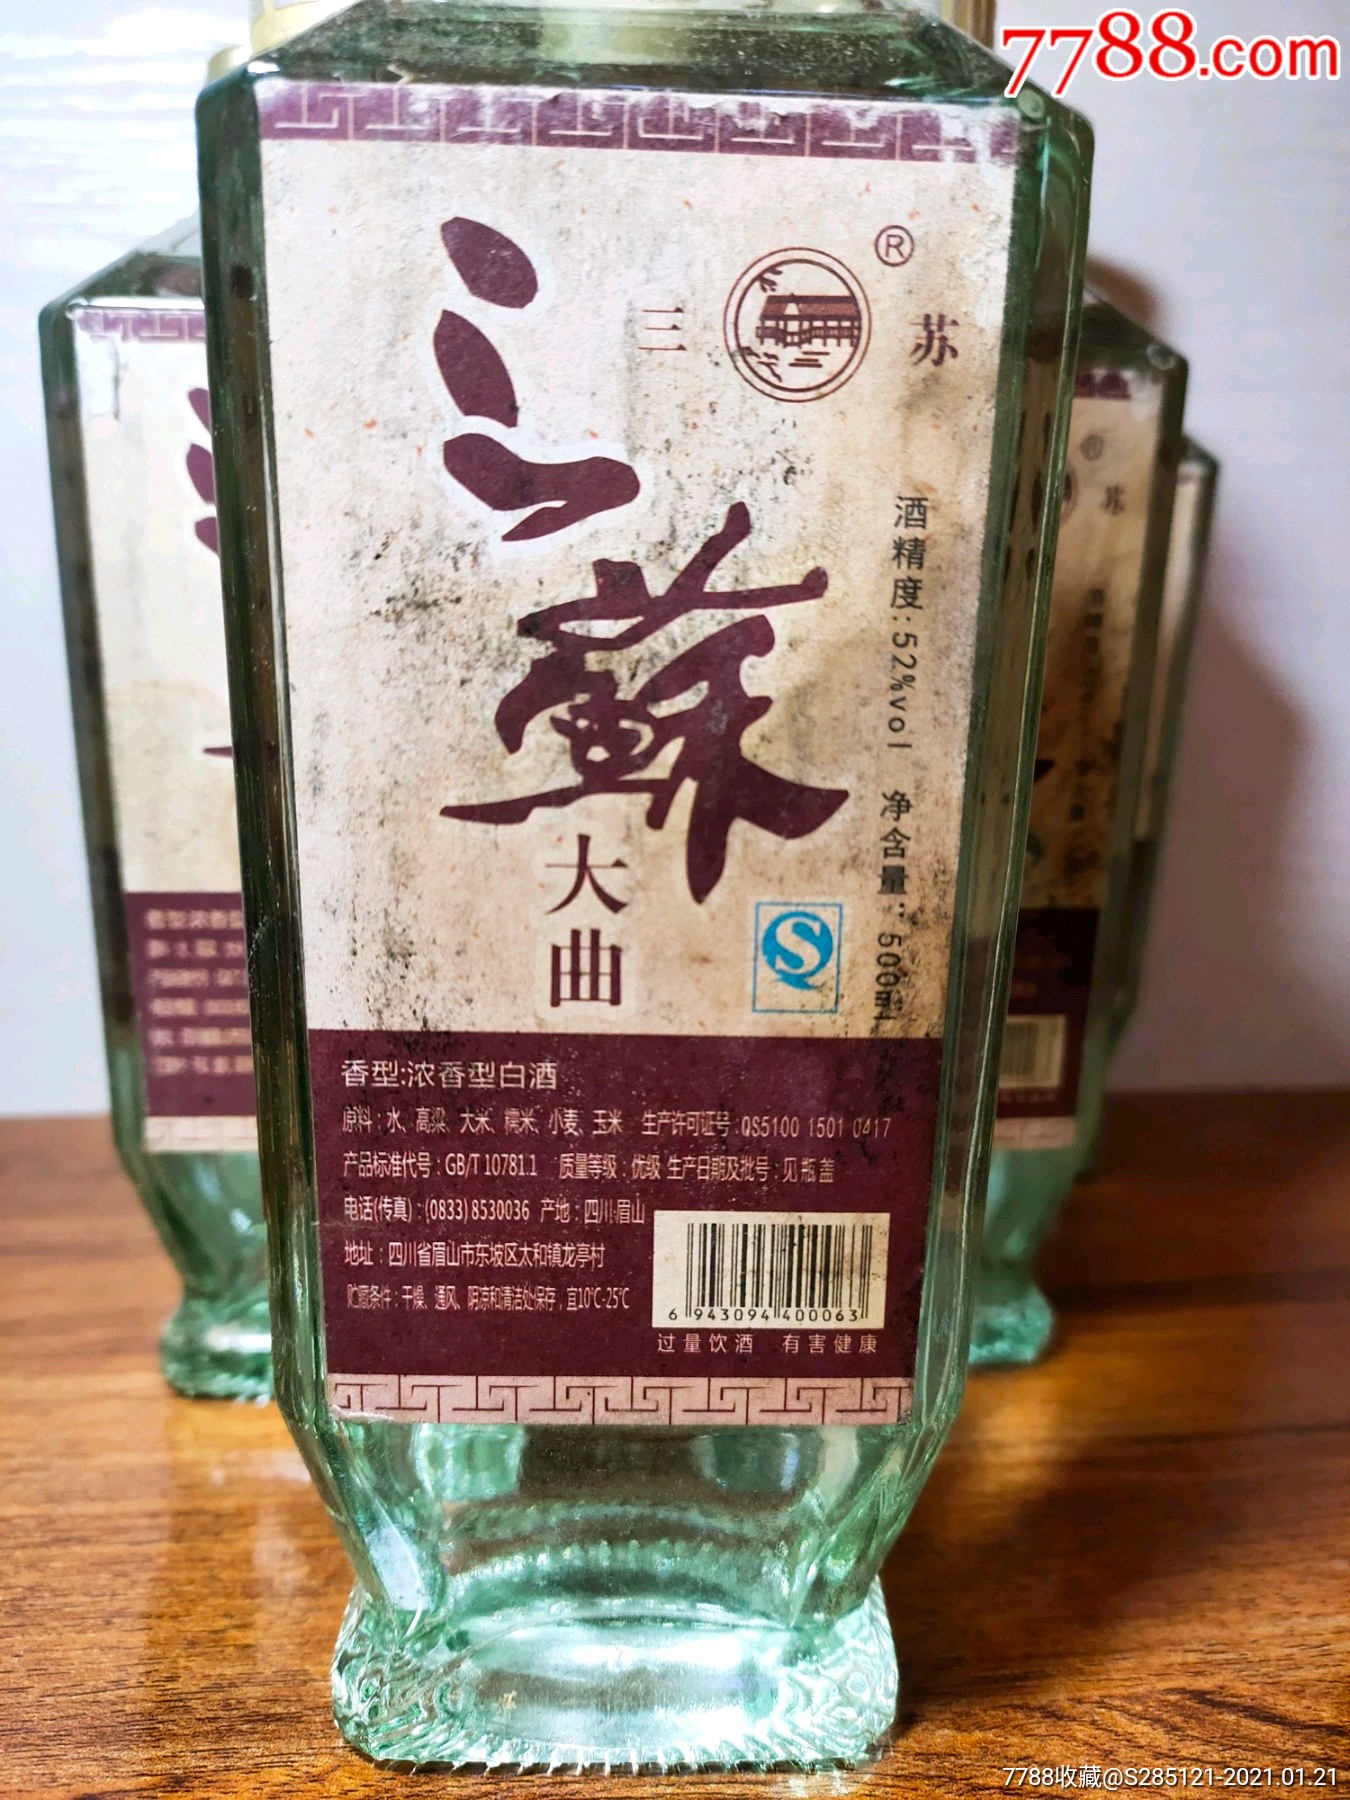 7788.com
三 ® 苏
三蘇
大曲
酒精度:52%vol 净含量:500ml
香型:浓香型白酒
原料:水、高粱、大米、糯米、小麦、玉米 生产许可证号:QS5100 1501 0417
产品标准代号:GB/T 10781.1 质量等级:优级 生产日期及批号:见瓶盖
电话(传真):(0833)8530036 产地:四川·眉山
地址:四川省眉山市东坡区太和镇龙亭村
贮藏条件:干燥、通风、阴凉和清洁处保存,宜10℃-25℃
6 943094 400063
过量饮酒 有害健康
7788收藏@S285121-2021.01.21